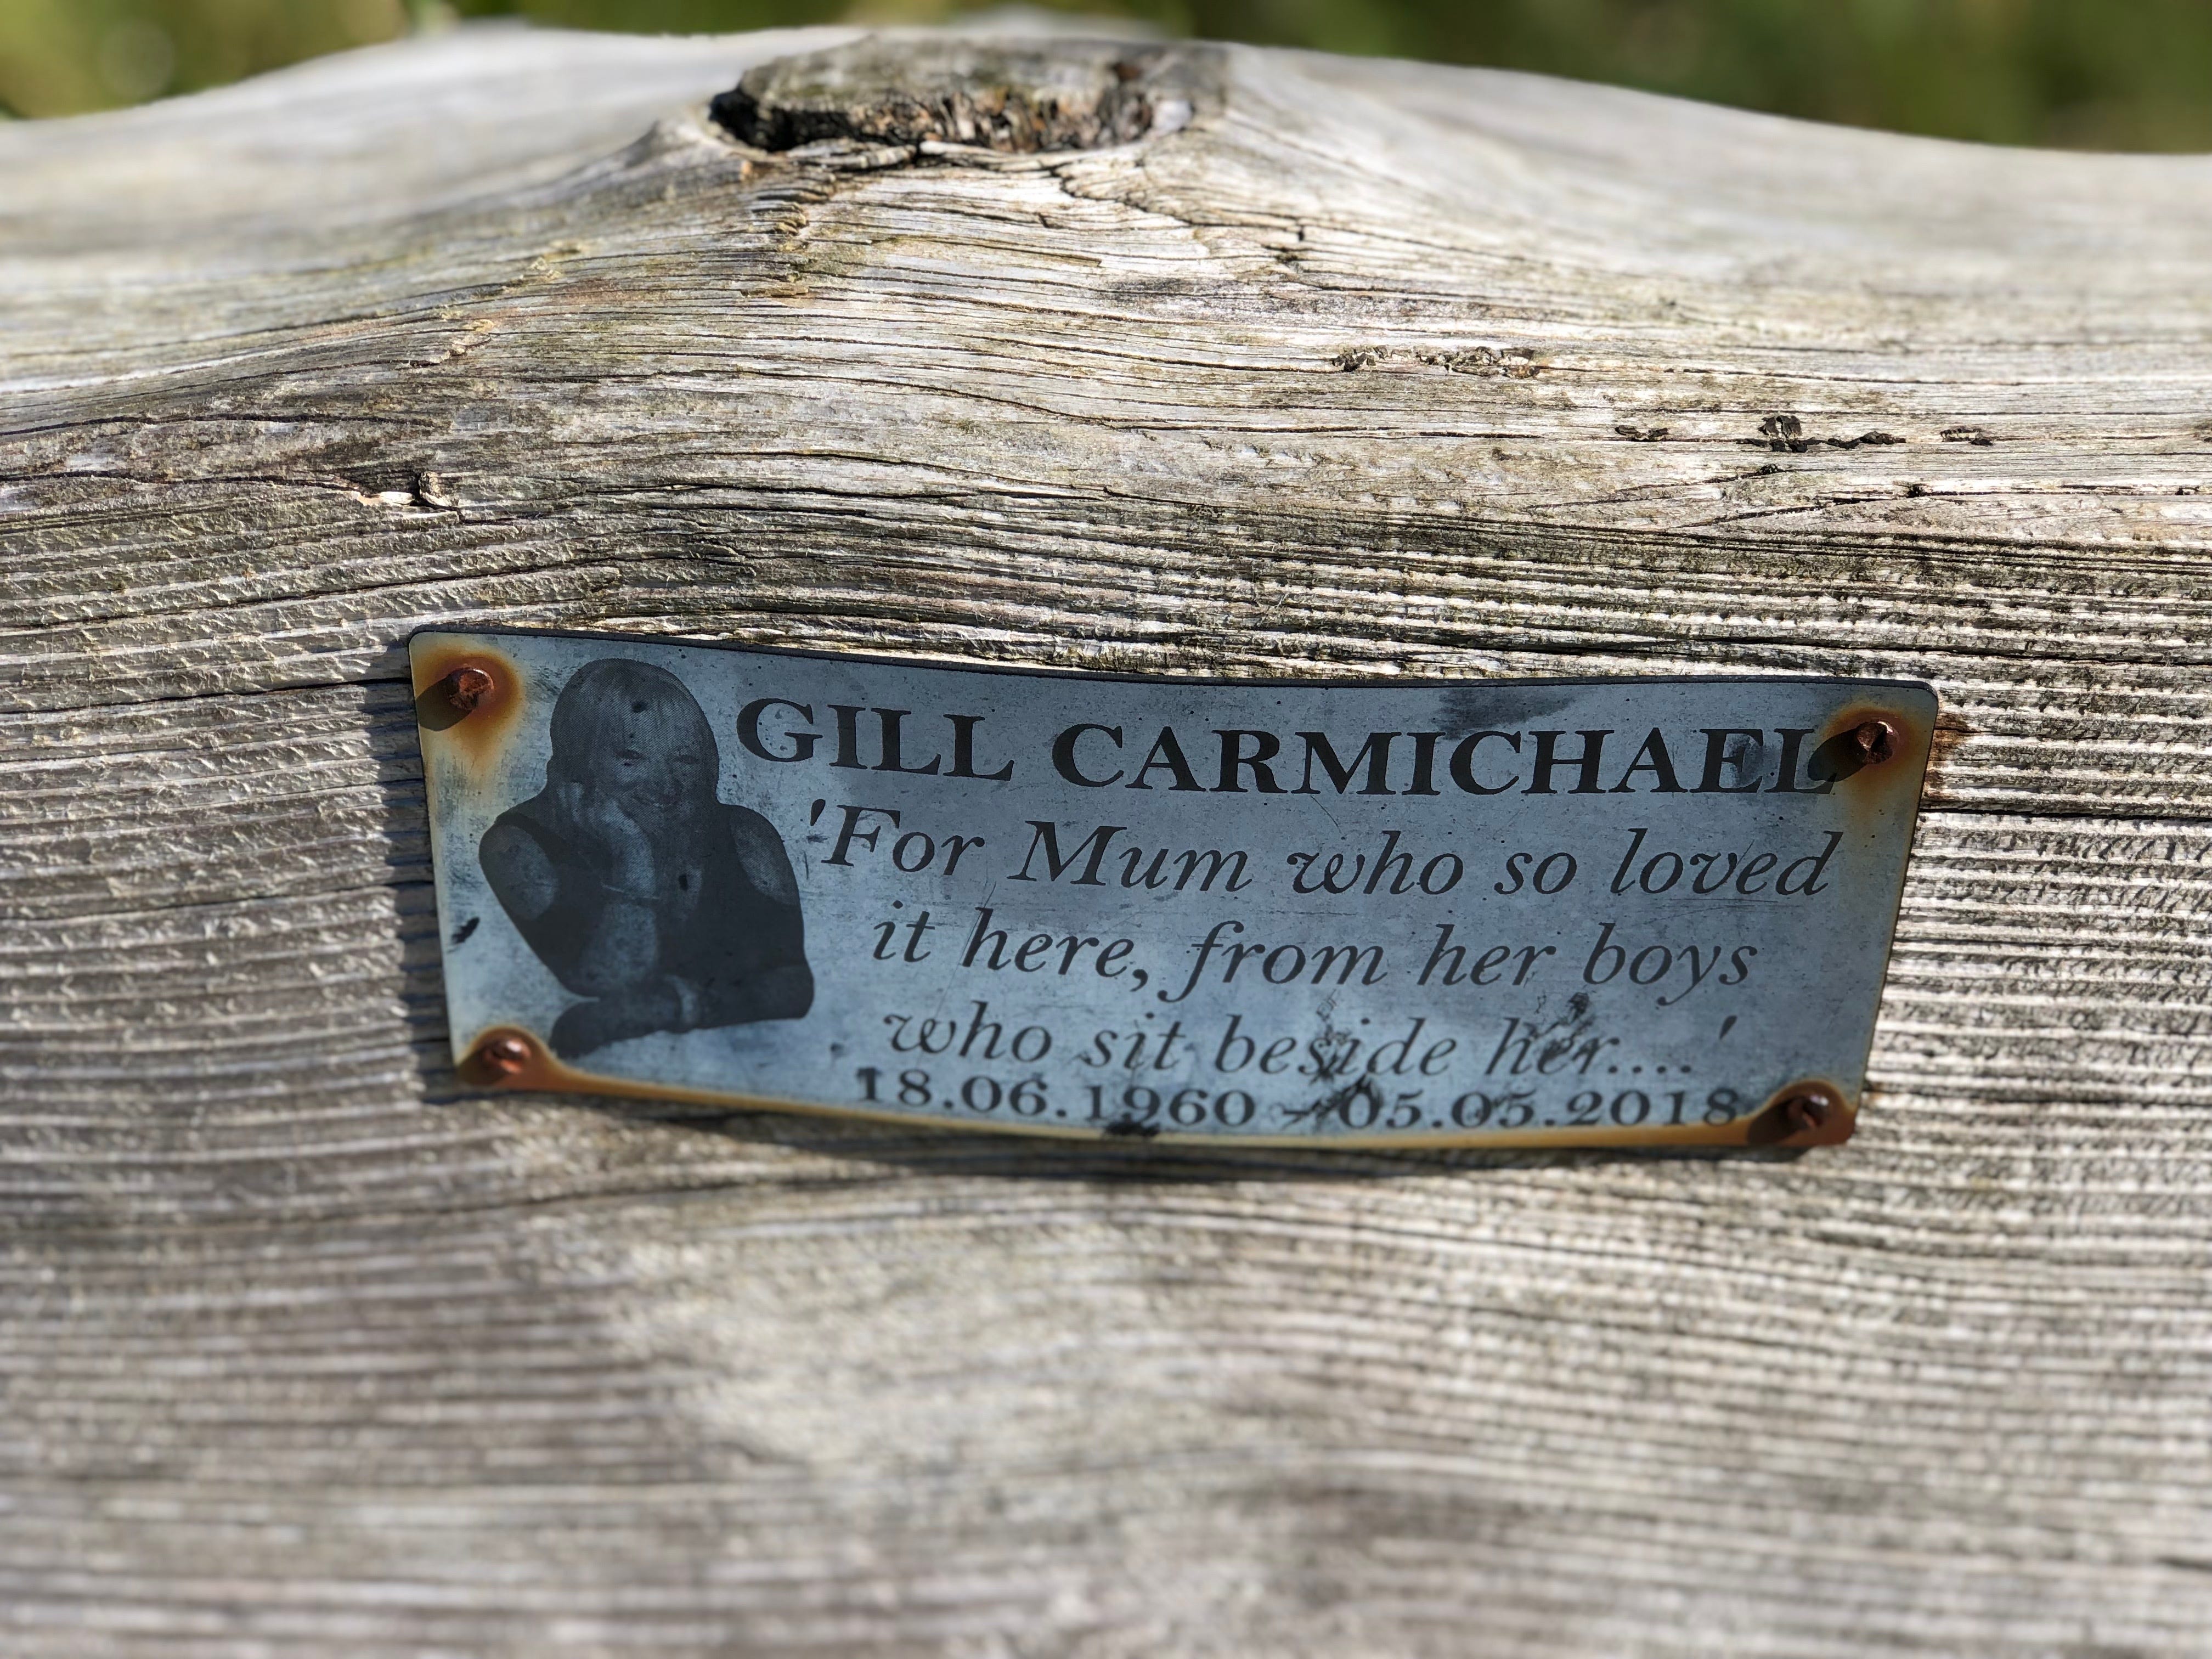 GILL CARMICHAEL
'For Mum who so loved
it here, from her boys
who sit beside her....'
18.06.1960 - 05.05.2018